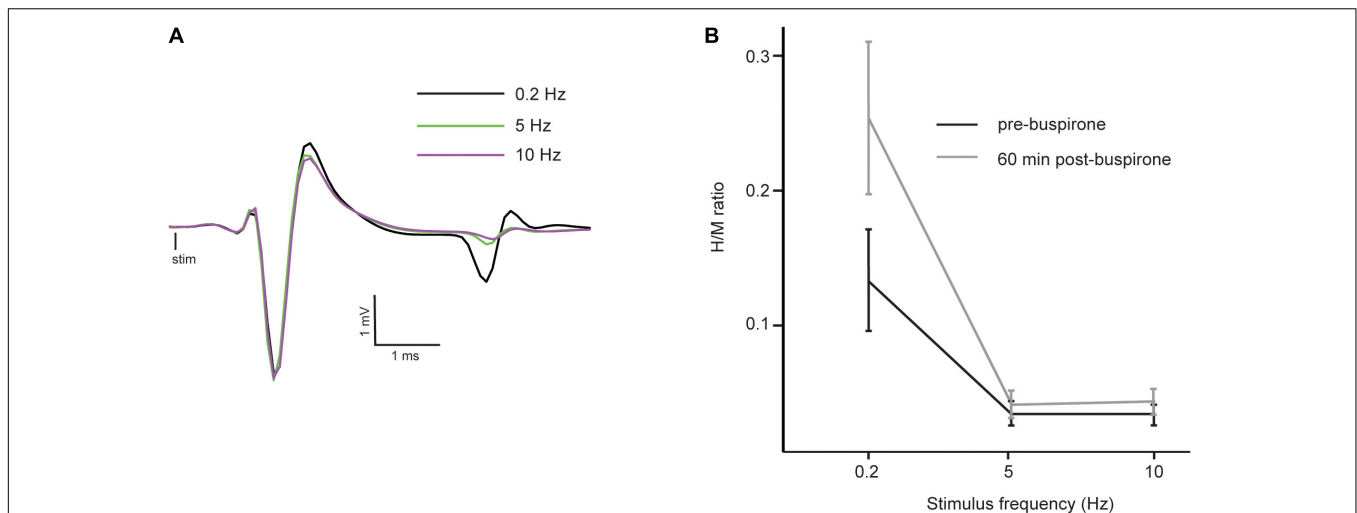 A
0.2 Hz
5 Hz
10 Hz
stim
1 mV
1 ms
B
0.3
0.2
0.1
H/M ratio
pre-buspirone
60 min post-buspirone
0.2
5
10
Stimulus frequency (Hz)